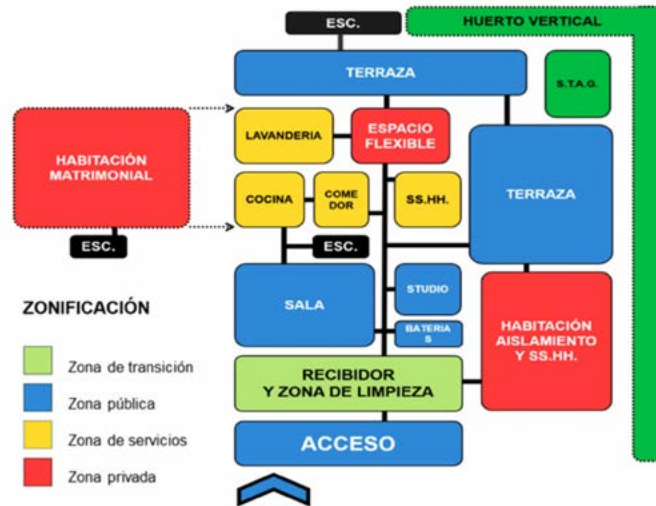 ESC.
HUERTO VERTICAL
TERRAZA
S.T.A.G.
LAVANDERIA
ESPACIO
FLEXIBLE
HABITACIÓN
MATRIMONIAL
TERRAZA
COCINA
COME
DOR
SS.HH.
ESC.
ESC.
SALA
STUDIO
BATERIA
S
HABITACIÓN
AISLAMIENTO
Y SS.HH.
ZONIFICACIÓN
Zona de transición
Zona pública
Zona de servicios
Zona privada
RECIBIDOR
Y ZONA DE LIMPIEZA
ACCESO